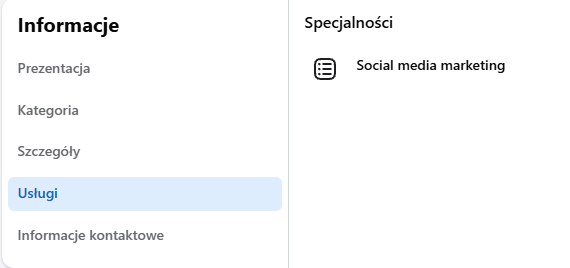 Informacje
Prezentacja
Kategoria
Szczegóły
Usługi
Informacje kontaktowe
Specjalności
Social media marketing